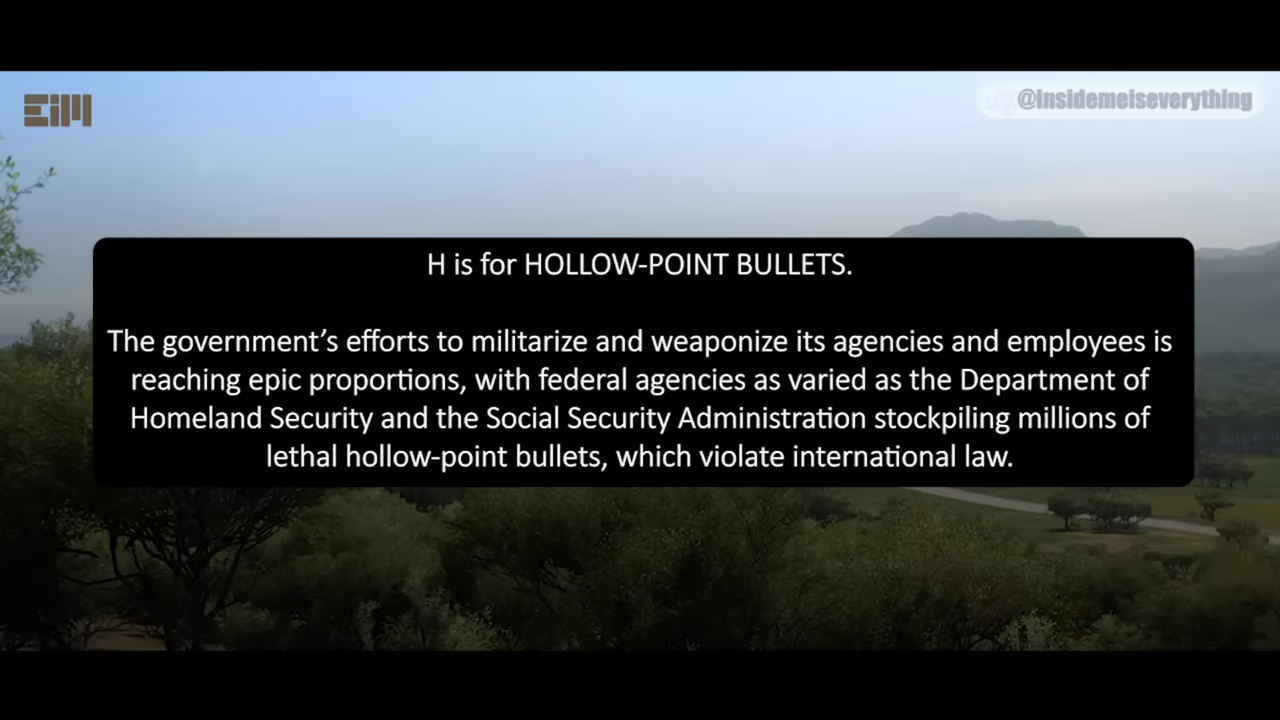 EiM
@insidemeiseverything
H is for HOLLOW-POINT BULLETS.
The government’s efforts to militarize and weaponize its agencies and employees is
reaching epic proportions, with federal agencies as varied as the Department of
Homeland Security and the Social Security Administration stockpiling millions of
lethal hollow-point bullets, which violate international law.